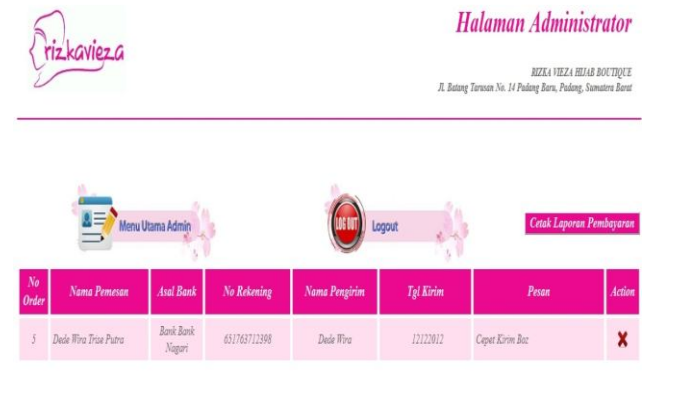 rizkavieza
Halaman Administrator
RIZKA VIEZA HIJAB BOUTIQUE
Jl. Batang Tarusan No. 14 Padang Baru, Padang, Sumatera Barat
Menu Utama Admin
LOG OUT
Logout
Cetak Laporan Pembayaran
No Order
Nama Pemesan
Asal Bank
No Rekening
Nama Pengirim
Tgl Kirim
Pesan
Action
5
Dede Wira Trise Putra
Bank Bank
Nagari
651763712398
Dede Wira
12122012
Cepet Kirim Boz